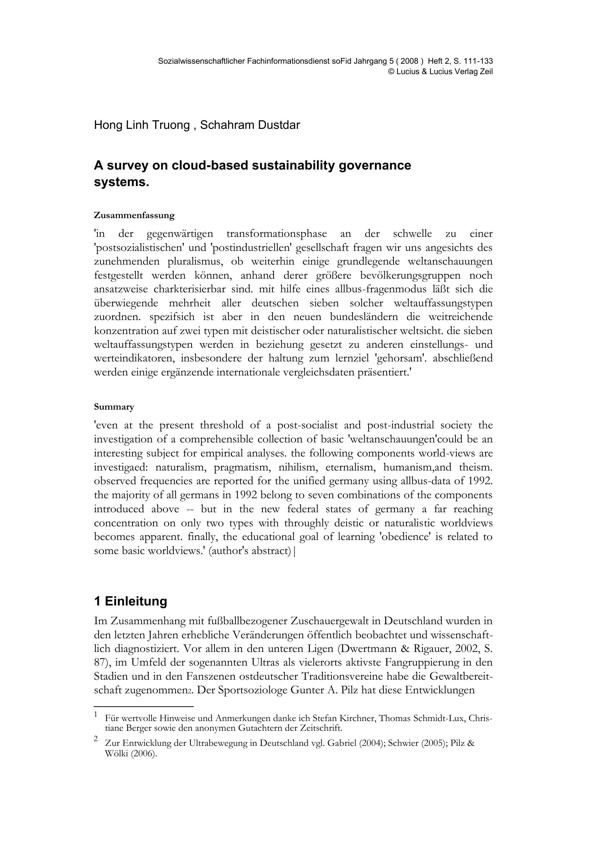 Sozialwissenschaftlicher Fachinformationsdienst soFid Jahrgang 5 ( 2008 ) Heft 2, S. 111-133
© Lucius & Lucius Verlag Zeil
Hong Linh Truong , Schahram Dustdar
A survey on cloud-based sustainability governance
systems.
Zusammenfassung
'in der gegenwärtigen transformationsphase an der schwelle zu einer
'postsozialistischen' und 'postindustriellen' gesellschaft fragen wir uns angesichts des
zunehmenden pluralismus, ob weiterhin einige grundlegende weltanschauungen
festgestellt werden können, anhand derer größere bevölkerungsgruppen noch
ansatzweise charkterisierbar sind. mit hilfe eines allbus-fragenmodus läßt sich die
überwiegende mehrheit aller deutschen sieben solcher weltauffassungstypen
zuordnen. spezifsich ist aber in den neuen bundesländern die weitreichende
konzentration auf zwei typen mit deistischer oder naturalistischer weltsicht. die sieben
weltauffassungstypen werden in beziehung gesetzt zu anderen einstellungs- und
werteindikatoren, insbesondere der haltung zum lernziel 'gehorsam'. abschließend
werden einige ergänzende internationale vergleichsdaten präsentiert.'
Summary
'even at the present threshold of a post-socialist and post-industrial society the
investigation of a comprehensible collection of basic 'weltanschauungen'could be an
interesting subject for empirical analyses. the following components world-views are
investigaed: naturalism, pragmatism, nihilism, eternalism, humanism,and theism.
observed frequencies are reported for the unified germany using allbus-data of 1992.
the majority of all germans in 1992 belong to seven combinations of the components
introduced above -- but in the new federal states of germany a far reaching
concentration on only two types with throughly deistic or naturalistic worldviews
becomes apparent. finally, the educational goal of learning 'obedience' is related to
some basic worldviews.' (author's abstract)|
1 Einleitung
Im Zusammenhang mit fußballbezogener Zuschauergewalt in Deutschland wurden in
den letzten Jahren erhebliche Veränderungen öffentlich beobachtet und wissenschaft-
lich diagnostiziert. Vor allem in den unteren Ligen (Dwertmann & Rigauer, 2002, S.
87), im Umfeld der sogenannten Ultras als vielerorts aktivste Fangruppierung in den
Stadien und in den Fanszenen ostdeutscher Traditionsvereine habe die Gewaltbereit-
schaft zugenommen2. Der Sportsoziologe Gunter A. Pilz hat diese Entwicklungen
1 Für wertvolle Hinweise und Anmerkungen danke ich Stefan Kirchner, Thomas Schmidt-Lux, Chris-
tiane Berger sowie den anonymen Gutachtern der Zeitschrift.
2 Zur Entwicklung der Ultrabewegung in Deutschland vgl. Gabriel (2004); Schwier (2005); Pilz &
Wölki (2006).